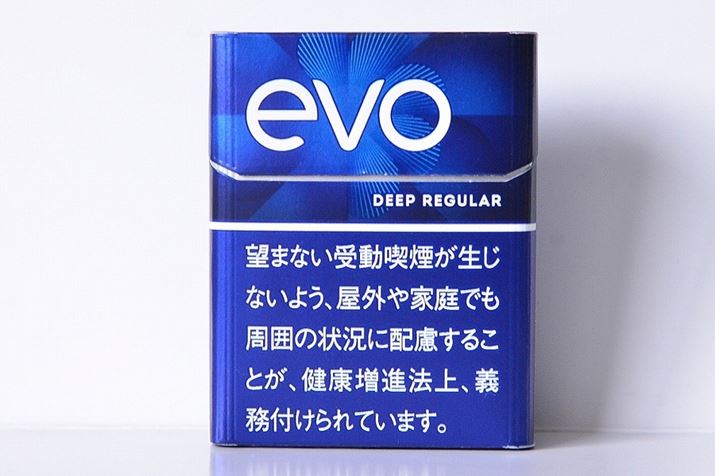 evo
DEEP REGULAR
望まない受動喫煙が生じ
ないよう、屋外や家庭でも
周囲の状況に配慮するこ
とが、健康増進法上、義
務付けられています。